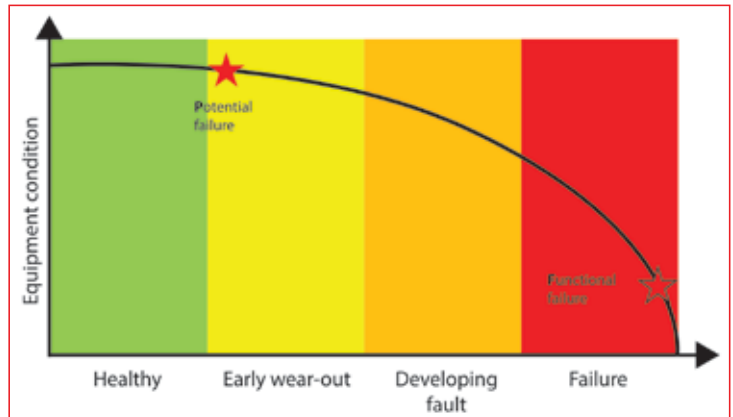 Equipment condition
Potential
failure
Functional
failure
Healthy
Early wear-out
Developing
fault
Failure